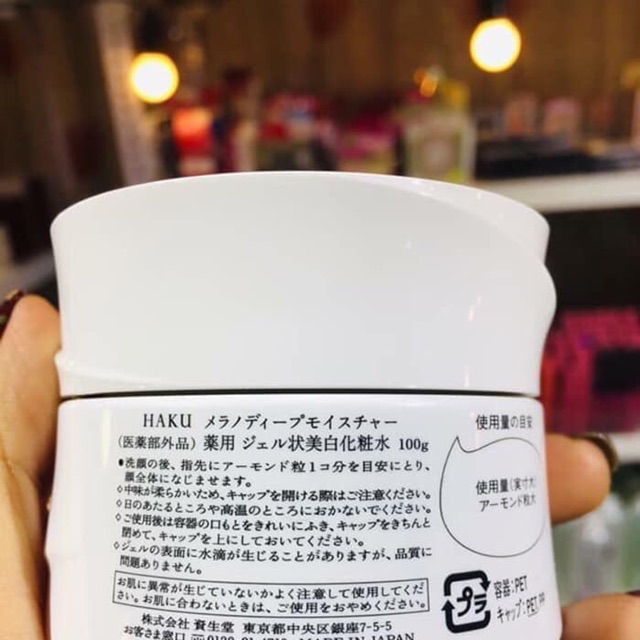 HAKU メラノディープモイスチャー
(医薬部外品) 薬用 ジェル状美白化粧水 100g
●洗顔の後、指先にアーモンド粒1コ分を目安にとり、
顔全体になじませます。
◇中味が柔らかいため、キャップを開ける際はご注意ください。
◇日のあたるところや高温のところにおかないでください。
◇ご使用後は容器の口もとをきれいにふき、キャップをきちんと
閉めて、キャップを上にしておいてください。
◇ジェルの表面に水滴が生じることがありますが、品質に
問題ありません。
お肌に異常が生じていないかよく注意して使用してく
ださい。お肌に合わないときは、ご使用をおやめください。
株式会社 資生堂 東京都中央区銀座7-5-5
お客さま窓口 MADE IN JAPAN
使用量の目安
使用量(実寸大)
アーモンド粒大
プラ
容器:PET
キャップ:PET, PP